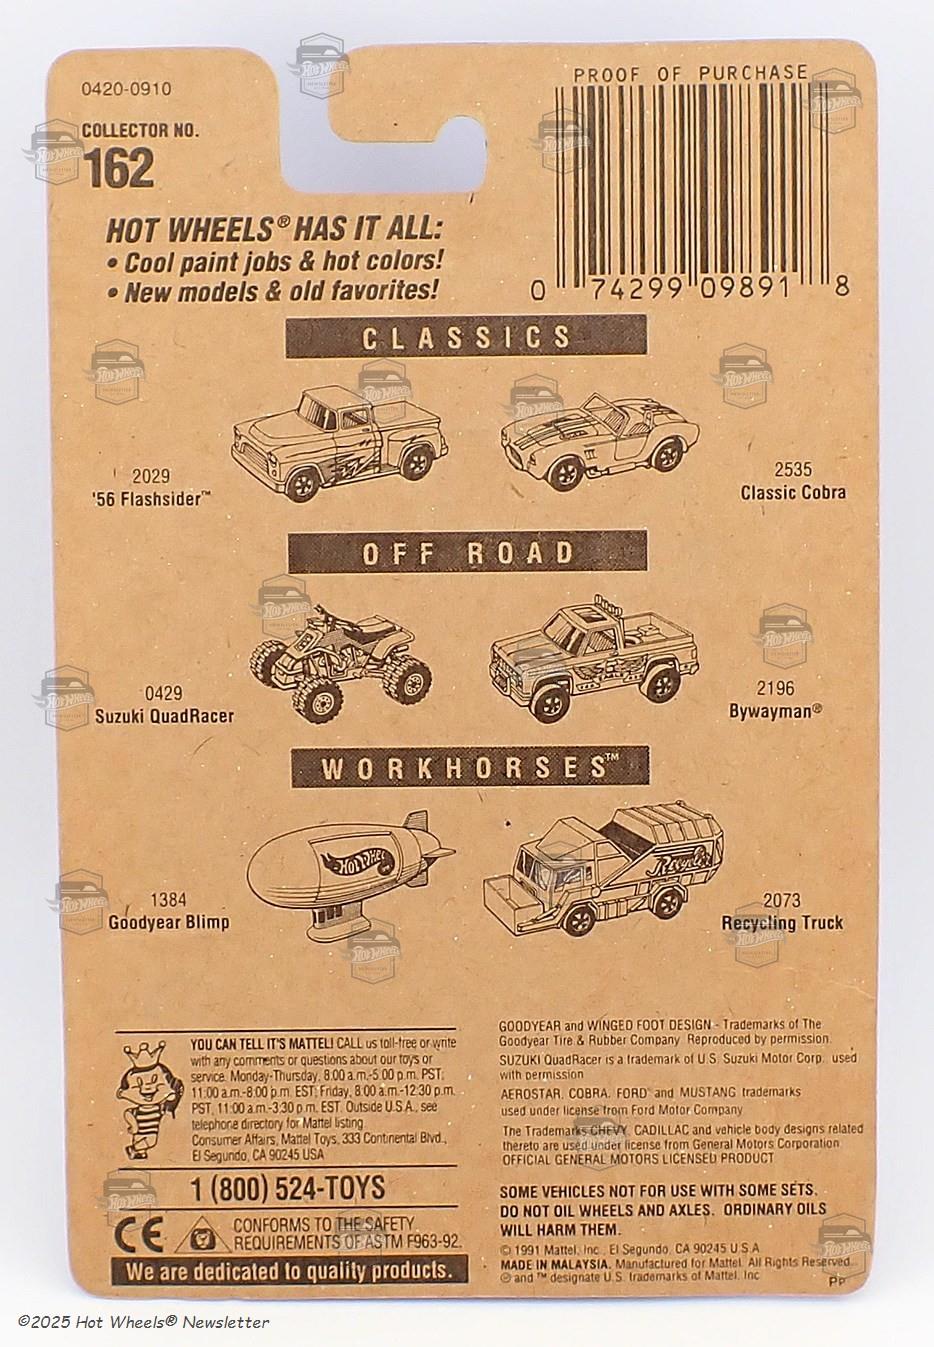 0420-0910
COLLECTOR NO.
162
PROOF OF PURCHASE
0 74299 09891 8
HOT WHEELS® HAS IT ALL:
• Cool paint jobs & hot colors!
• New models & old favorites!
CLASSICS
2029
'56 Flashsider™
2535
Classic Cobra
OFF ROAD
0429
Suzuki QuadRacer
2196
Bywayman®
WORKHORSES™
Hot Wheels
Recycler
1384
Goodyear Blimp
2073
Recycling Truck
YOU CAN TELL IT'S MATTEL! CALL us toll-free or write
with any comments or questions about our toys or
service. Monday-Thursday, 8:00 a.m.-5:00 p.m. PST;
11:00 a.m.-8:00 p.m. EST; Friday, 8:00 a.m.-12:30 p.m.
PST, 11:00 a.m.-3:30 p.m. EST. Outside U.S.A., see
telephone directory for Mattel listing.
Consumer Affairs, Mattel Toys, 333 Continental Blvd.,
El Segundo, CA 90245 USA
1 (800) 524-TOYS
CE
CONFORMS TO THE SAFETY
REQUIREMENTS OF ASTM F963-92.
We are dedicated to quality products.
GOODYEAR and WINGED FOOT DESIGN - Trademarks of The
Goodyear Tire & Rubber Company Reproduced by permission.
SUZUKI QuadRacer is a trademark of U.S. Suzuki Motor Corp. used
with permission
AEROSTAR, COBRA, FORD and MUSTANG trademarks
used under license from Ford Motor Company
The Trademarks CHEVY, CADILLAC and vehicle body designs related
thereto are used under license from General Motors Corporation
OFFICIAL GENERAL MOTORS LICENSED PRODUCT
SOME VEHICLES NOT FOR USE WITH SOME SETS.
DO NOT OIL WHEELS AND AXLES. ORDINARY OILS
WILL HARM THEM.
© 1991 Mattel, Inc., El Segundo, CA 90245 U.S.A.
MADE IN MALAYSIA. Manufactured for Mattel. All Rights Reserved.
® and ™ designate U.S. trademarks of Mattel, Inc.
PP
©2025 Hot Wheels® Newsletter